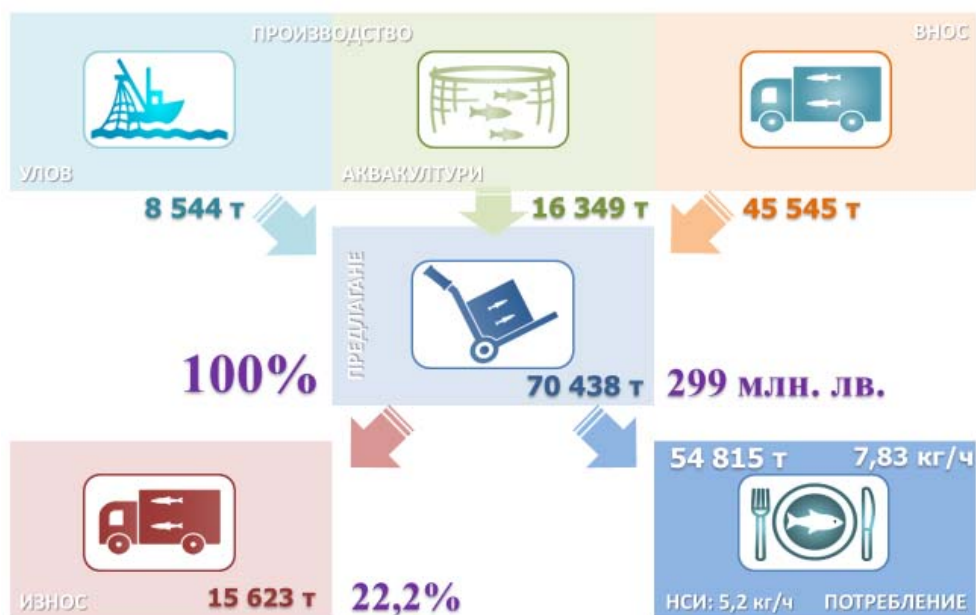 ПРОИЗВОДСТВО
ВНОС
УЛОВ
АКВАКУЛТУРИ
8 544 т
16 349 т
45 545 т
ПРЕДЛАГАНЕ
100%
70 438 т
299 млн. лв.
54 815 т
7,83 кг/ч
ИЗНОС
15 623 т
22,2%
НСИ: 5,2 кг/ч
ПОТРЕБЛЕНИЕ